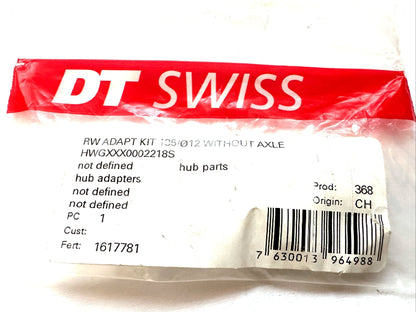 DT SWISS
RW ADAPT KIT 135/Ø12 WITHOUT AXLE
HWGXXX0002218S
not defined hub parts
hub adapters
not defined
not defined
PC 1
Cust:
Fert: 1617781
Prod: 368
Origin: CH
7 630013 964988